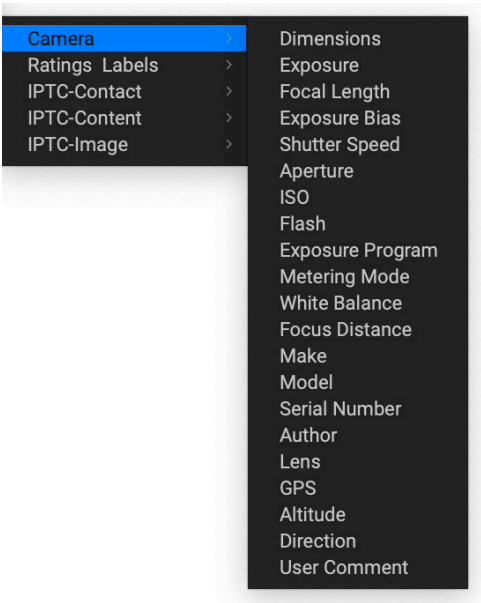 Camera
Ratings Labels
IPTC-Contact
IPTC-Content
IPTC-Image
Dimensions
Exposure
Focal Length
Exposure Bias
Shutter Speed
Aperture
ISO
Flash
Exposure Program
Metering Mode
White Balance
Focus Distance
Make
Model
Serial Number
Author
Lens
GPS
Altitude
Direction
User Comment